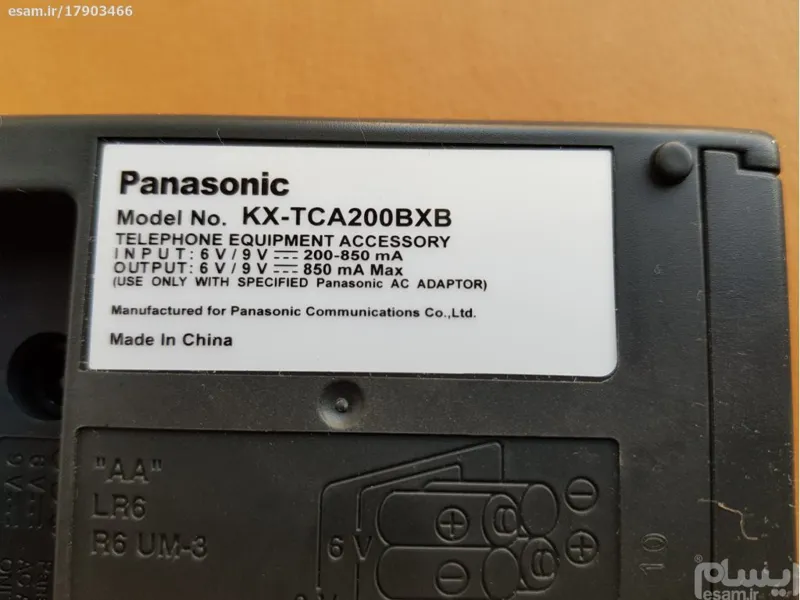 esam.ir/17903466
Panasonic
Model No. KX-TCA200BXB
TELEPHONE EQUIPMENT ACCESSORY
INPUT: 6 V / 9 V ⎓ 200-850 mA
OUTPUT: 6 V / 9 V ⎓ 850 mA Max
(USE ONLY WITH SPECIFIED Panasonic AC ADAPTOR)
Manufactured for Panasonic Communications Co.,Ltd.
Made In China
"AA"
LR6
R6 UM-3
6 V
10
ایسام
esam.ir